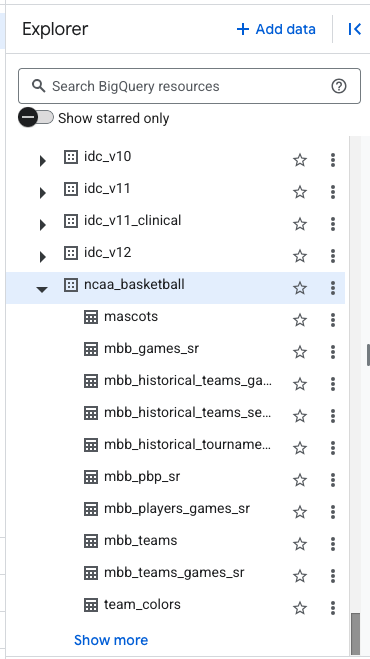 Explorer
+ Add data
Search BigQuery resources
Show starred only
idc_v10
idc_v11
idc_v11_clinical
idc_v12
ncaa_basketball
mascots
mbb_games_sr
mbb_historical_teams_ga...
mbb_historical_teams_se...
mbb_historical_tourname...
mbb_pbp_sr
mbb_players_games_sr
mbb_teams
mbb_teams_games_sr
team_colors
Show more